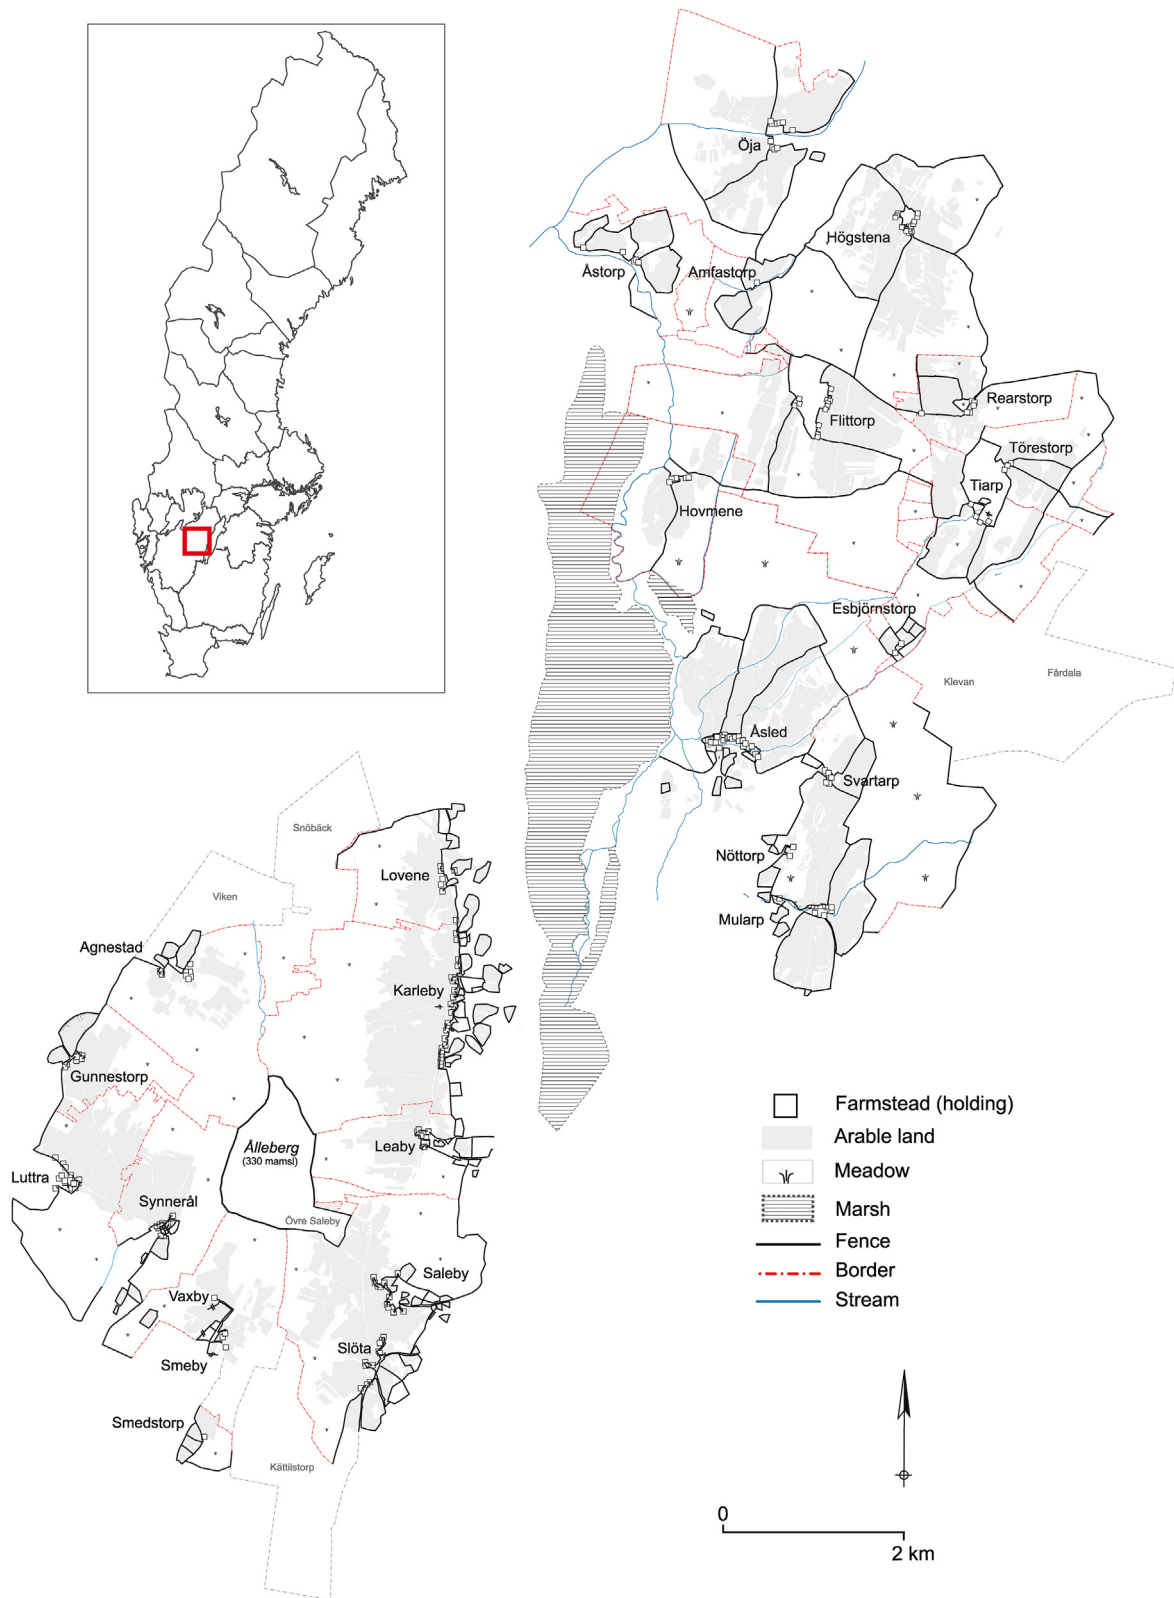 Öja
Högstena
Åstorp
Amfastorp
Rearstorp
Flittorp
Törestorp
Tiarp
Hovmene
Esbjörnstorp
Klevan
Fårdala
Åsled
Svartarp
Nöttorp
Mularp
Snöbäck
Lovene
Viken
Agnestad
Karleby
Gunnestorp
Ålleberg
(330 mamsl)
Leaby
Luttra
Synnerål
Övre Saleby
Saleby
Vaxby
Slöta
Smeby
Smedstorp
Kättilstorp
Farmstead (holding)
Arable land
Meadow
Marsh
Fence
Border
Stream
0
2 km